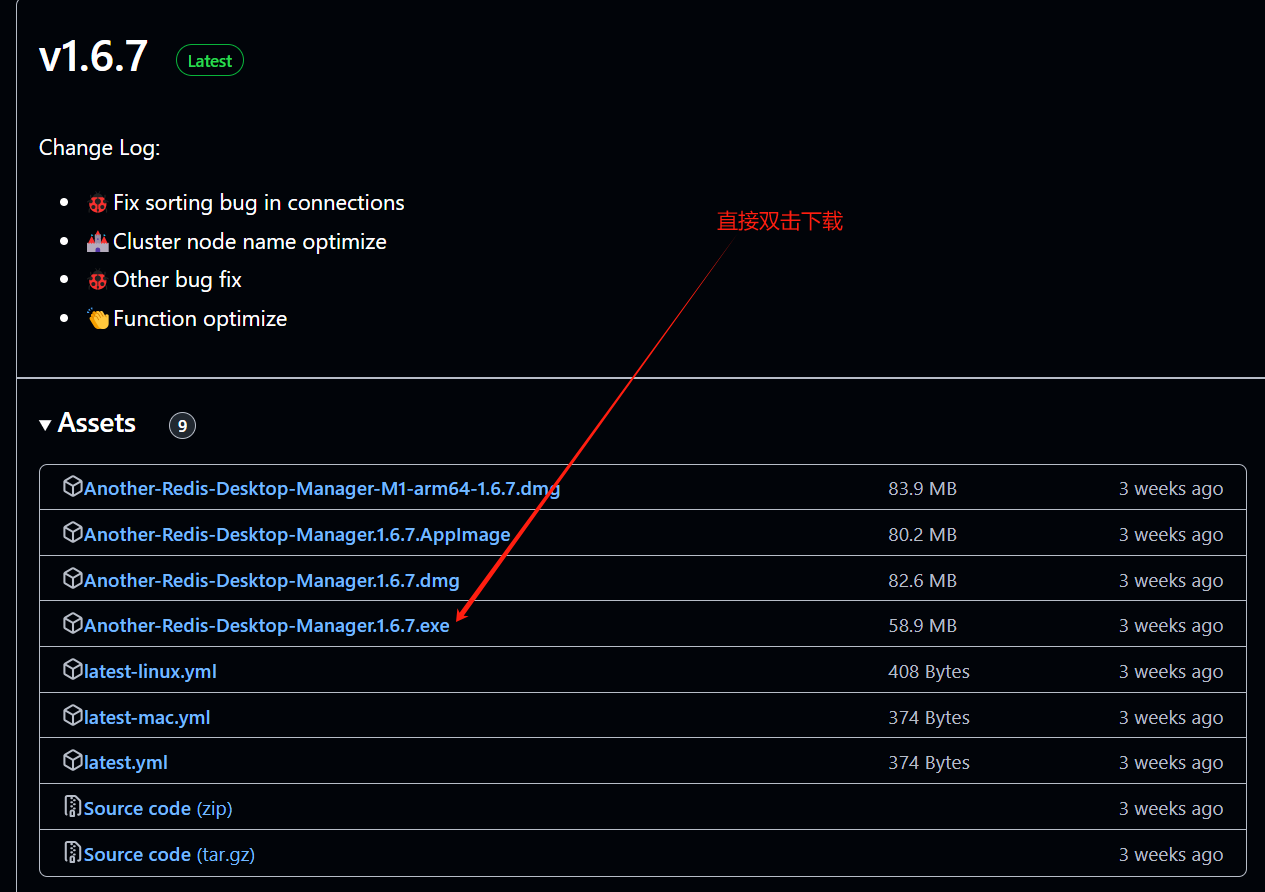 v1.6.7 Latest
Change Log:
Fix sorting bug in connections
直接双击下载
Cluster node name optimize
Other bug fix
Function optimize
Assets 9
Another-Redis-Desktop-Manager-M1-arm64-1.6.7.dmg 83.9 MB 3 weeks ago
Another-Redis-Desktop-Manager.1.6.7.AppImage 80.2 MB 3 weeks ago
Another-Redis-Desktop-Manager.1.6.7.dmg 82.6 MB 3 weeks ago
Another-Redis-Desktop-Manager.1.6.7.exe 58.9 MB 3 weeks ago
latest-linux.yml 408 Bytes 3 weeks ago
latest-mac.yml 374 Bytes 3 weeks ago
latest.yml 374 Bytes 3 weeks ago
Source code (zip) 3 weeks ago
Source code (tar.gz) 3 weeks ago